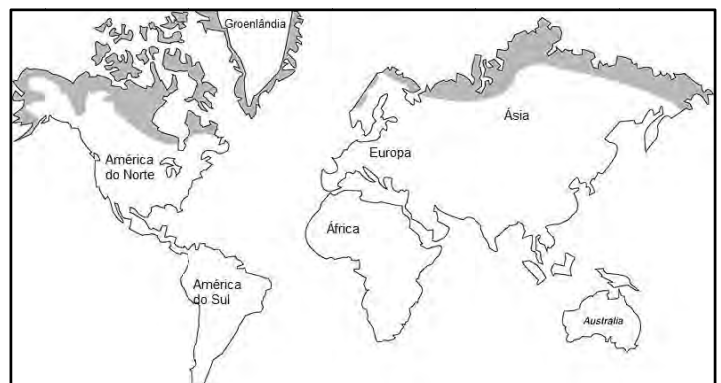 Groenlândia
América
do Norte
Europa
Ásia
África
América
do Sul
Austrália